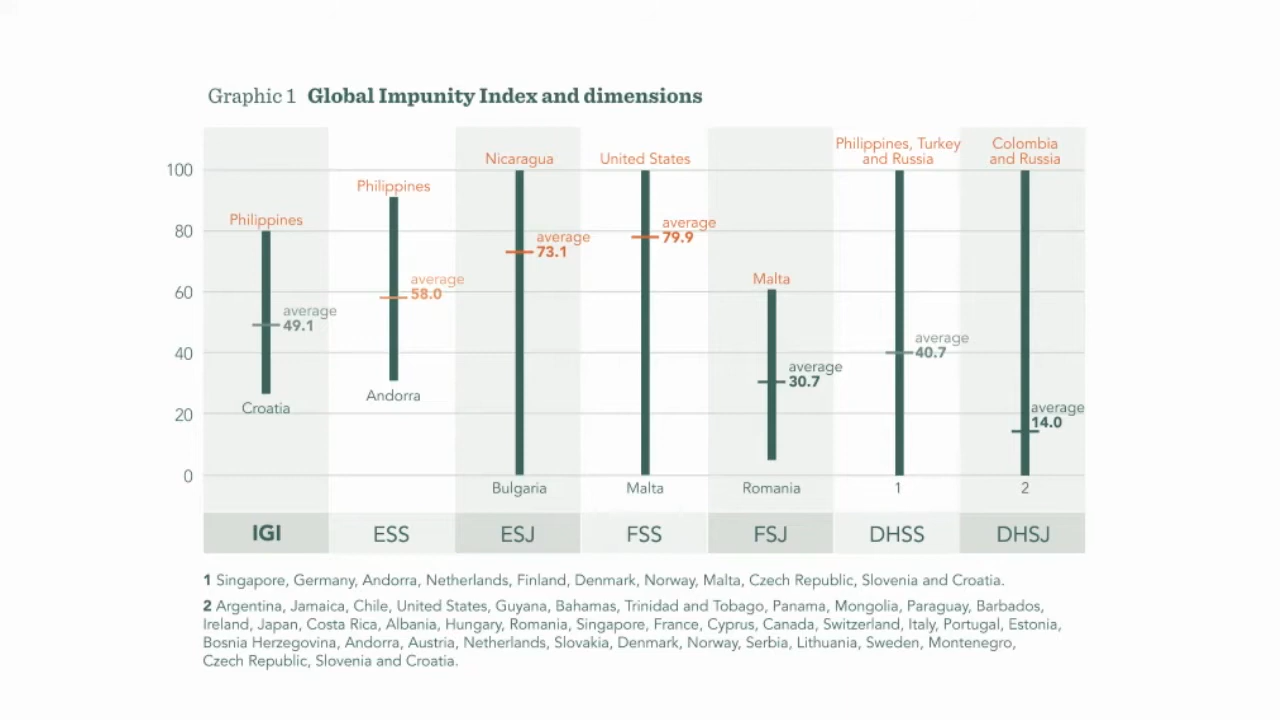 Graphic 1 Global Impunity Index and dimensions
Philippines, Turkey
and Russia
Colombia
and Russia
Nicaragua
United States
100
Philippines
Philippines
80
average
79.9
average
73.1
average
58.0
Malta
60
average
49.1
average
40.7
40
average
30.7
Andorra
Croatia
average
14.0
20
0
Bulgaria
Malta
Romania
1
2
IGI
ESS
ESJ
FSS
FSJ
DHSS
DHSJ
1 Singapore, Germany, Andorra, Netherlands, Finland, Denmark, Norway, Malta, Czech Republic, Slovenia and Croatia.
2 Argentina, Jamaica, Chile, United States, Guyana, Bahamas, Trinidad and Tobago, Panama, Mongolia, Paraguay, Barbados,
Ireland, Japan, Costa Rica, Albania, Hungary, Romania, Singapore, France, Cyprus, Canada, Switzerland, Italy, Portugal, Estonia,
Bosnia Herzegovina, Andorra, Austria, Netherlands, Slovakia, Denmark, Norway, Serbia, Lithuania, Sweden, Montenegro,
Czech Republic, Slovenia and Croatia.